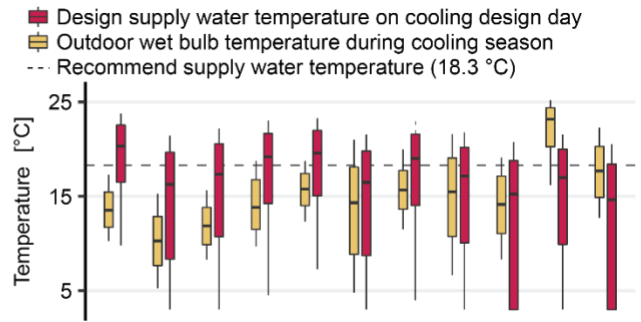 Design supply water temperature on cooling design day
Outdoor wet bulb temperature during cooling season
Recommend supply water temperature (18.3 °C)
Temperature [°C]
25
15
5